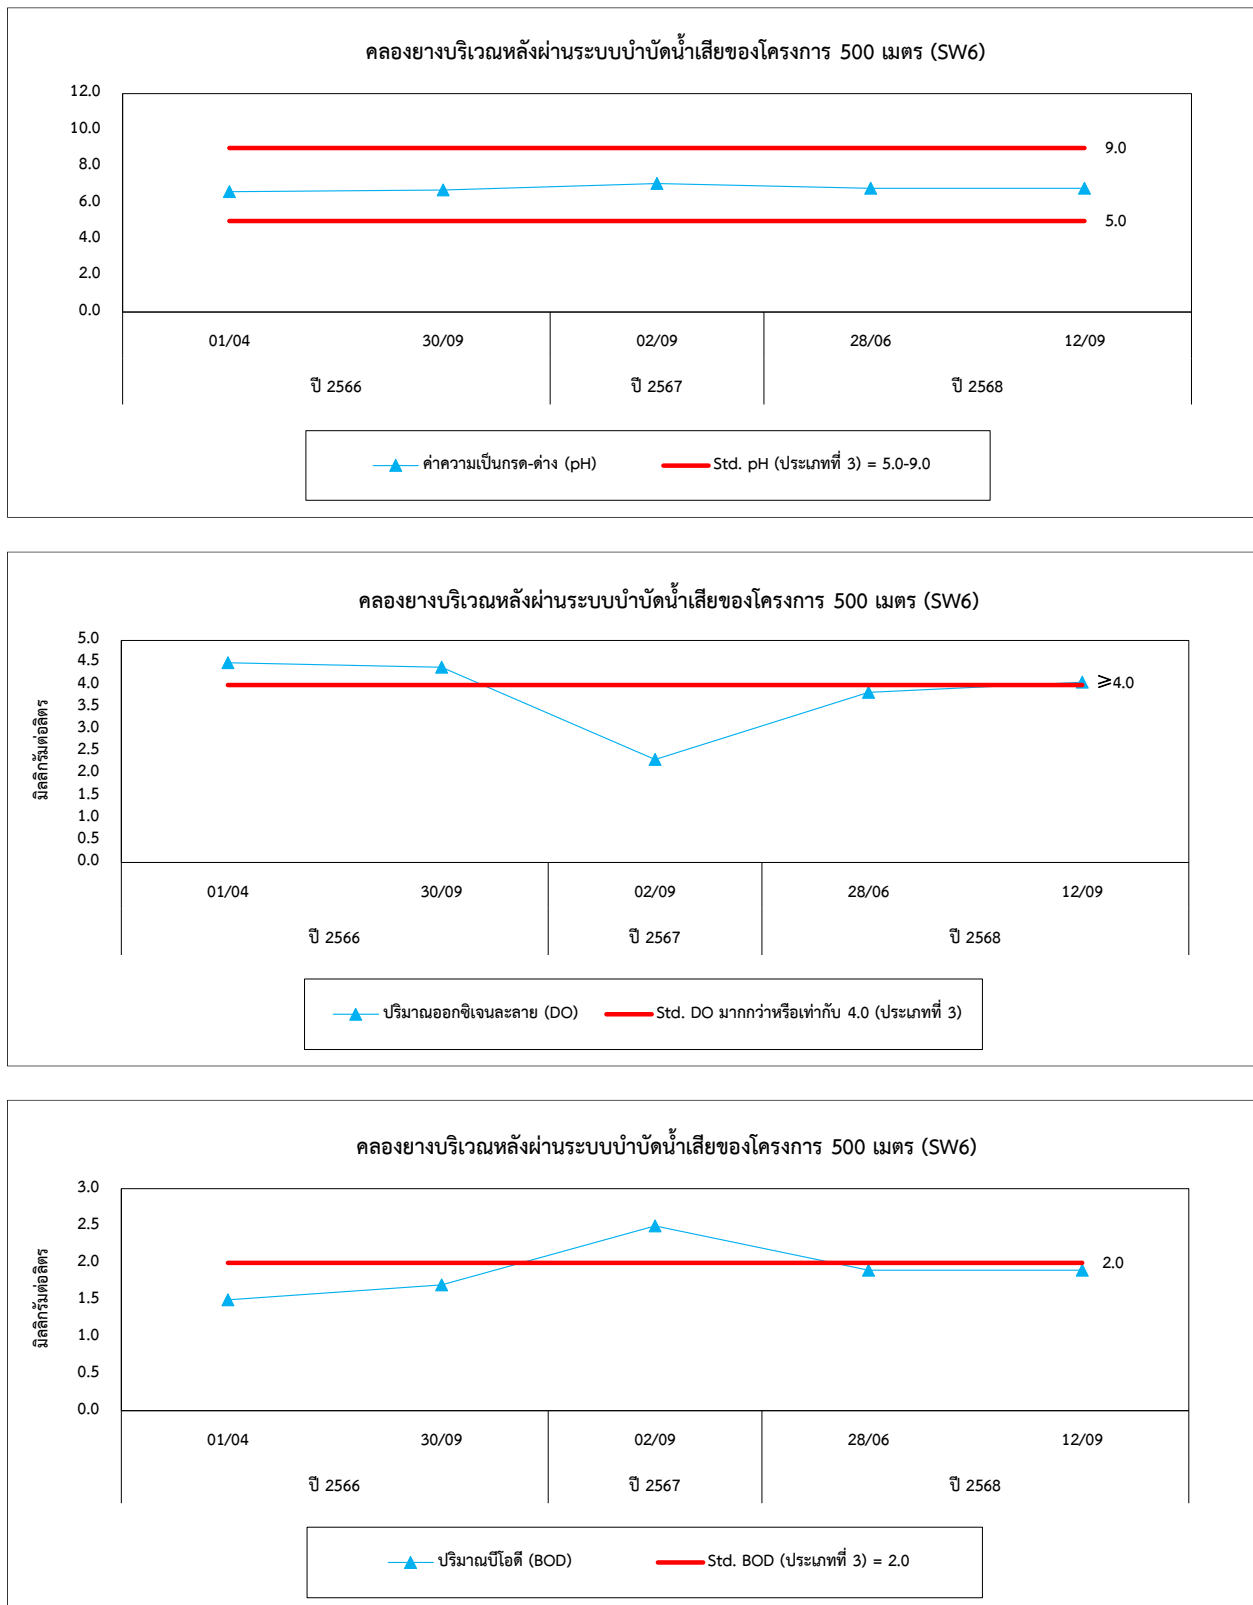 คลองยางบริเวณหลังผ่านระบบบำบัดน้ำเสียของโครงการ 500 เมตร (SW6)
12.0
10.0
8.0
6.0
4.0
2.0
0.0
9.0
5.0
01/04 30/09 02/09 28/06 12/09
ปี 2566 ปี 2567 ปี 2568
ค่าความเป็นกรด-ด่าง (pH) Std. pH (ประเภทที่ 3) = 5.0-9.0
คลองยางบริเวณหลังผ่านระบบบำบัดน้ำเสียของโครงการ 500 เมตร (SW6)
มิลลิกรัมต่อลิตร
5.0
4.5
4.0
3.5
3.0
2.5
2.0
1.5
1.0
0.5
0.0
≥4.0
01/04 30/09 02/09 28/06 12/09
ปี 2566 ปี 2567 ปี 2568
ปริมาณออกซิเจนละลาย (DO) Std. DO มากกว่าหรือเท่ากับ 4.0 (ประเภทที่ 3)
คลองยางบริเวณหลังผ่านระบบบำบัดน้ำเสียของโครงการ 500 เมตร (SW6)
มิลลิกรัมต่อลิตร
3.0
2.5
2.0
1.5
1.0
0.5
0.0
2.0
01/04 30/09 02/09 28/06 12/09
ปี 2566 ปี 2567 ปี 2568
ปริมาณบีโอดี (BOD) Std. BOD (ประเภทที่ 3) = 2.0